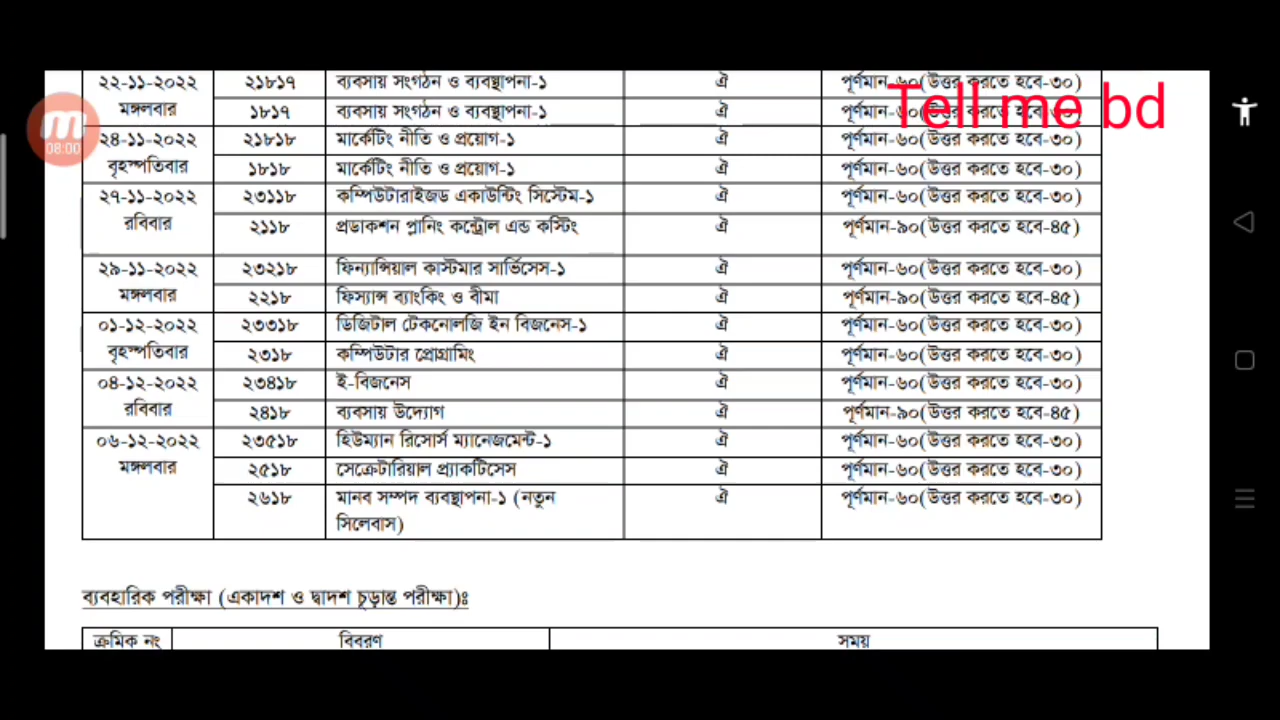 Tell me bd
08:00
২২-১১-২০২২ ২১৮১৭ ব্যবসায় সংগঠন ও ব্যবস্থাপনা-১ ঐ পূর্ণমান-৬০(উত্তর করতে হবে-৩০)
মঙ্গলবার ১৮১৭ ব্যবসায় সংগঠন ও ব্যবস্থাপনা-১ ঐ পূর্ণমান-৬০(উত্তর করতে হবে-৩০)
২৪-১১-২০২২ ২১৮১৮ মার্কেটিং নীতি ও প্রয়োগ-১ ঐ পূর্ণমান-৬০(উত্তর করতে হবে-৩০)
বৃহস্পতিবার ১৮১৮ মার্কেটিং নীতি ও প্রয়োগ-১ ঐ পূর্ণমান-৬০(উত্তর করতে হবে-৩০)
২৭-১১-২০২২ ২৩১১৮ কম্পিউটারাইজড একাউন্টিং সিস্টেম-১ ঐ পূর্ণমান-৬০(উত্তর করতে হবে-৩০)
রবিবার ২১১৮ প্রডাকশন প্লানিং কন্ট্রোল এন্ড কস্টিং ঐ পূর্ণমান-৯০(উত্তর করতে হবে-৪৫)
২৯-১১-২০২২ ২৩২১৮ ফিন্যান্সিয়াল কাস্টমার সার্ভিসেস-১ ঐ পূর্ণমান-৬০(উত্তর করতে হবে-৩০)
মঙ্গলবার ২২১৮ ফিস্যান্স ব্যাংকিং ও বীমা ঐ পূর্ণমান-৯০(উত্তর করতে হবে-৪৫)
০১-১২-২০২২ ২৩৩১৮ ডিজিটাল টেকনোলজি ইন বিজনেস-১ ঐ পূর্ণমান-৬০(উত্তর করতে হবে-৩০)
বৃহস্পতিবার ২৩১৮ কম্পিউটার প্রোগ্রামিং ঐ পূর্ণমান-৬০(উত্তর করতে হবে-৩০)
০৪-১২-২০২২ ২৩৪১৮ ই-বিজনেস ঐ পূর্ণমান-৬০(উত্তর করতে হবে-৩০)
রবিবার ২৪১৮ ব্যবসায় উদ্যোগ ঐ পূর্ণমান-৯০(উত্তর করতে হবে-৪৫)
০৬-১২-২০২২ ২৩৫১৮ হিউম্যান রিসোর্স ম্যানেজমেন্ট-১ ঐ পূর্ণমান-৬০(উত্তর করতে হবে-৩০)
মঙ্গলবার ২৫১৮ সেক্রেটারিয়াল প্র্যাকটিসেস ঐ পূর্ণমান-৬০(উত্তর করতে হবে-৩০)
২৬১৮ মানব সম্পদ ব্যবস্থাপনা-১ (নতুন ঐ পূর্ণমান-৬০(উত্তর করতে হবে-৩০)
সিলেবাস)
ব্যবহারিক পরীক্ষা (একাদশ ও দ্বাদশ চূড়ান্ত পরীক্ষা)ঃ
ক্রমিক নং বিবরণ সময়